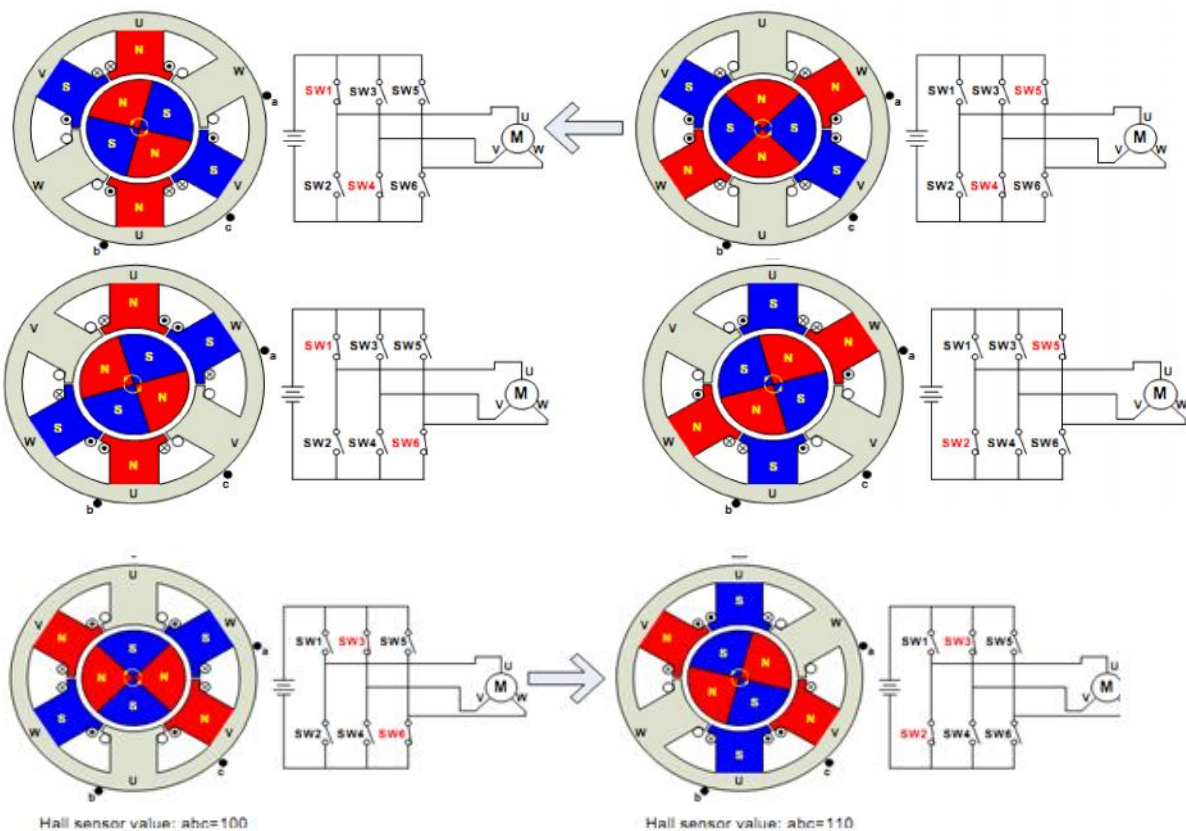 U
N
V S W
a
N S
S N
W S V
N
U
c
b
SW1 SW3 SW5
U
V M W
SW2 SW4 SW6
U
V S N W
a
N
S S
N
W N S V
U
c
b
SW1 SW3 SW5
U
V M W
SW2 SW4 SW6
U
N
V S W
a
N S
S N
W S V
N
U
c
b
SW1 SW3 SW5
U
V M W
SW2 SW4 SW6
U
S
V N W
a
S N
N S
W N V
S
U
c
b
SW1 SW3 SW5
U
V M W
SW2 SW4 SW6
U
V N S W
a
S
N N
S
W S N V
U
c
b
SW1 SW3 SW5
U
V M W
SW2 SW4 SW6
Hall sensor value: abc=100
U
S
V N W
a
S N
N S
W N V
S
U
c
b
SW1 SW3 SW5
U
V M
SW2 SW4 SW6
Hall sensor value: abc=110